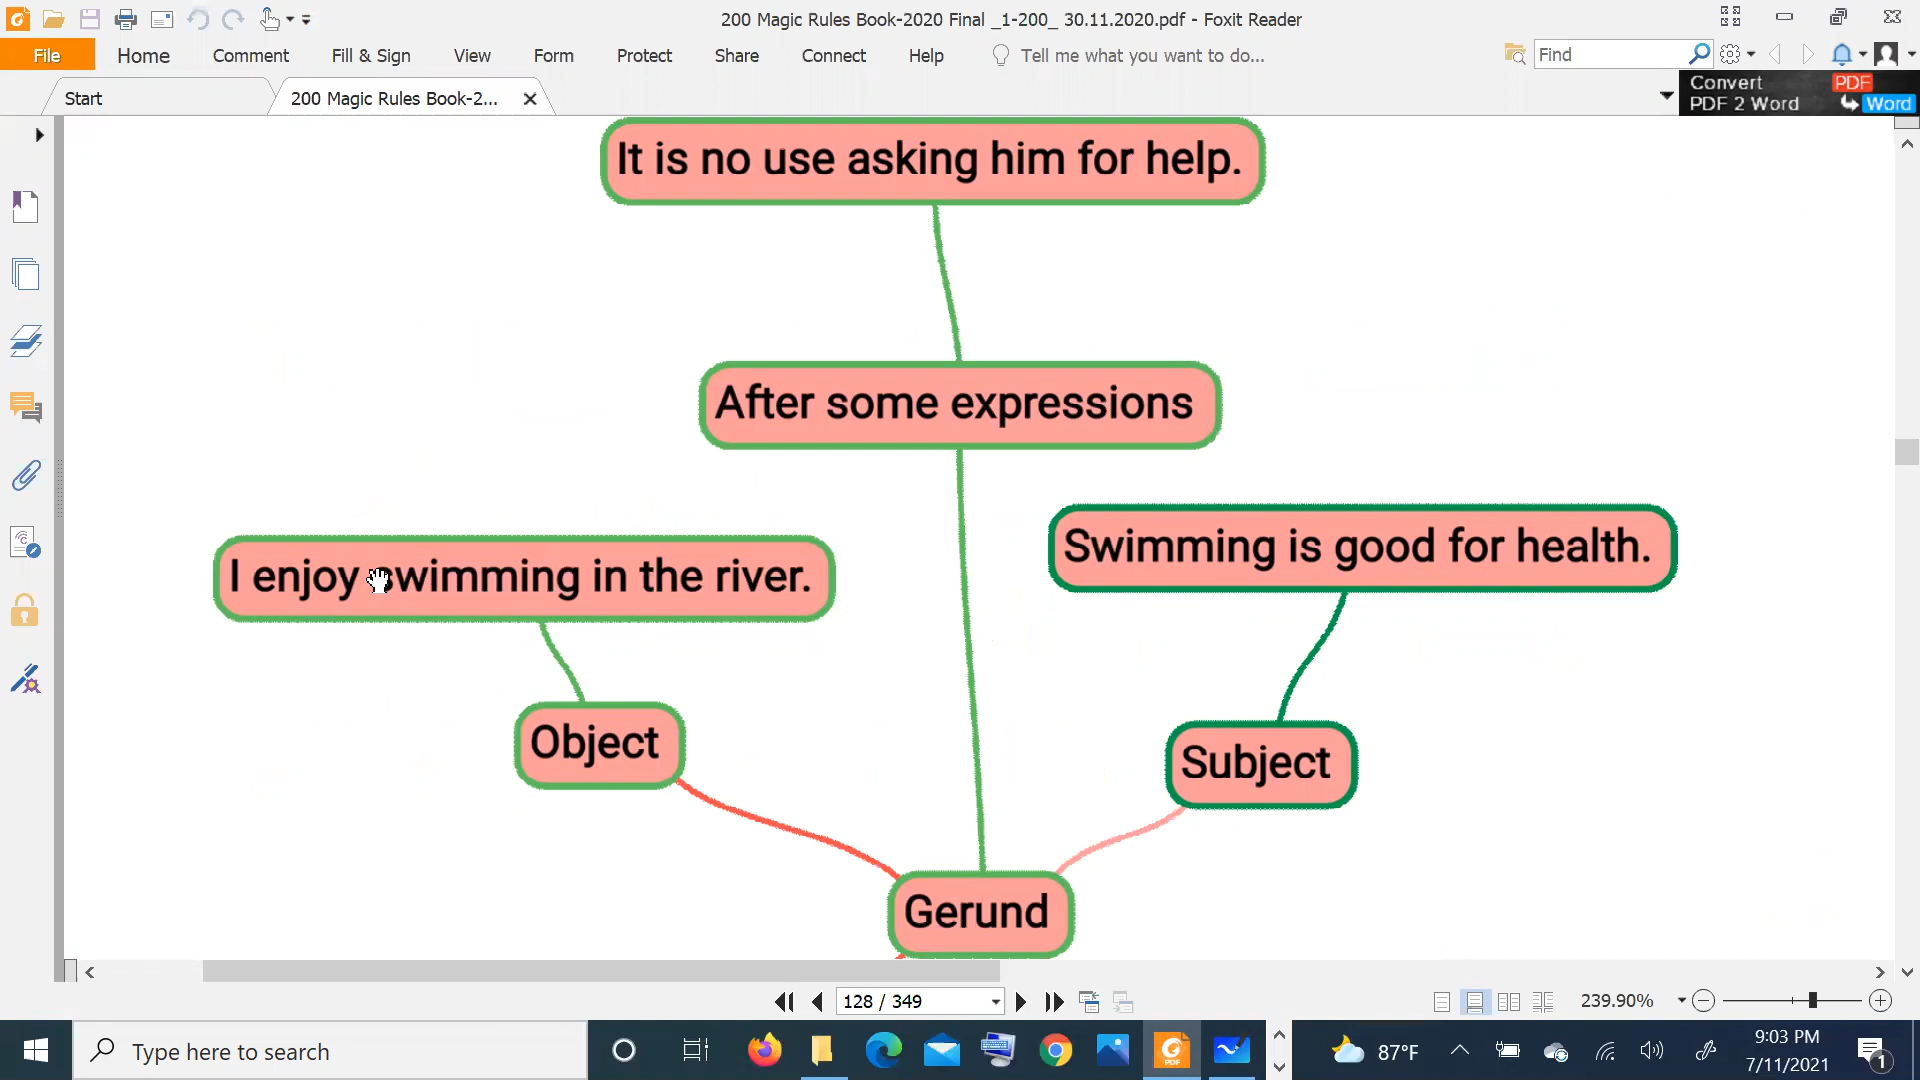 200 Magic Rules Book-2020 Final _1-200_ 30.11.2020.pdf - Foxit Reader
File Home Comment Fill & Sign View Form Protect Share Connect Help Tell me what you want to do... Find
Start 200 Magic Rules Book-2... Convert PDF
PDF 2 Word Word
It is no use asking him for help.
After some expressions
Swimming is good for health.
I enjoy swimming in the river.
Object
Subject
Gerund
128 / 349 239.90%
Type here to search 87°F 9:03 PM
7/11/2021 1